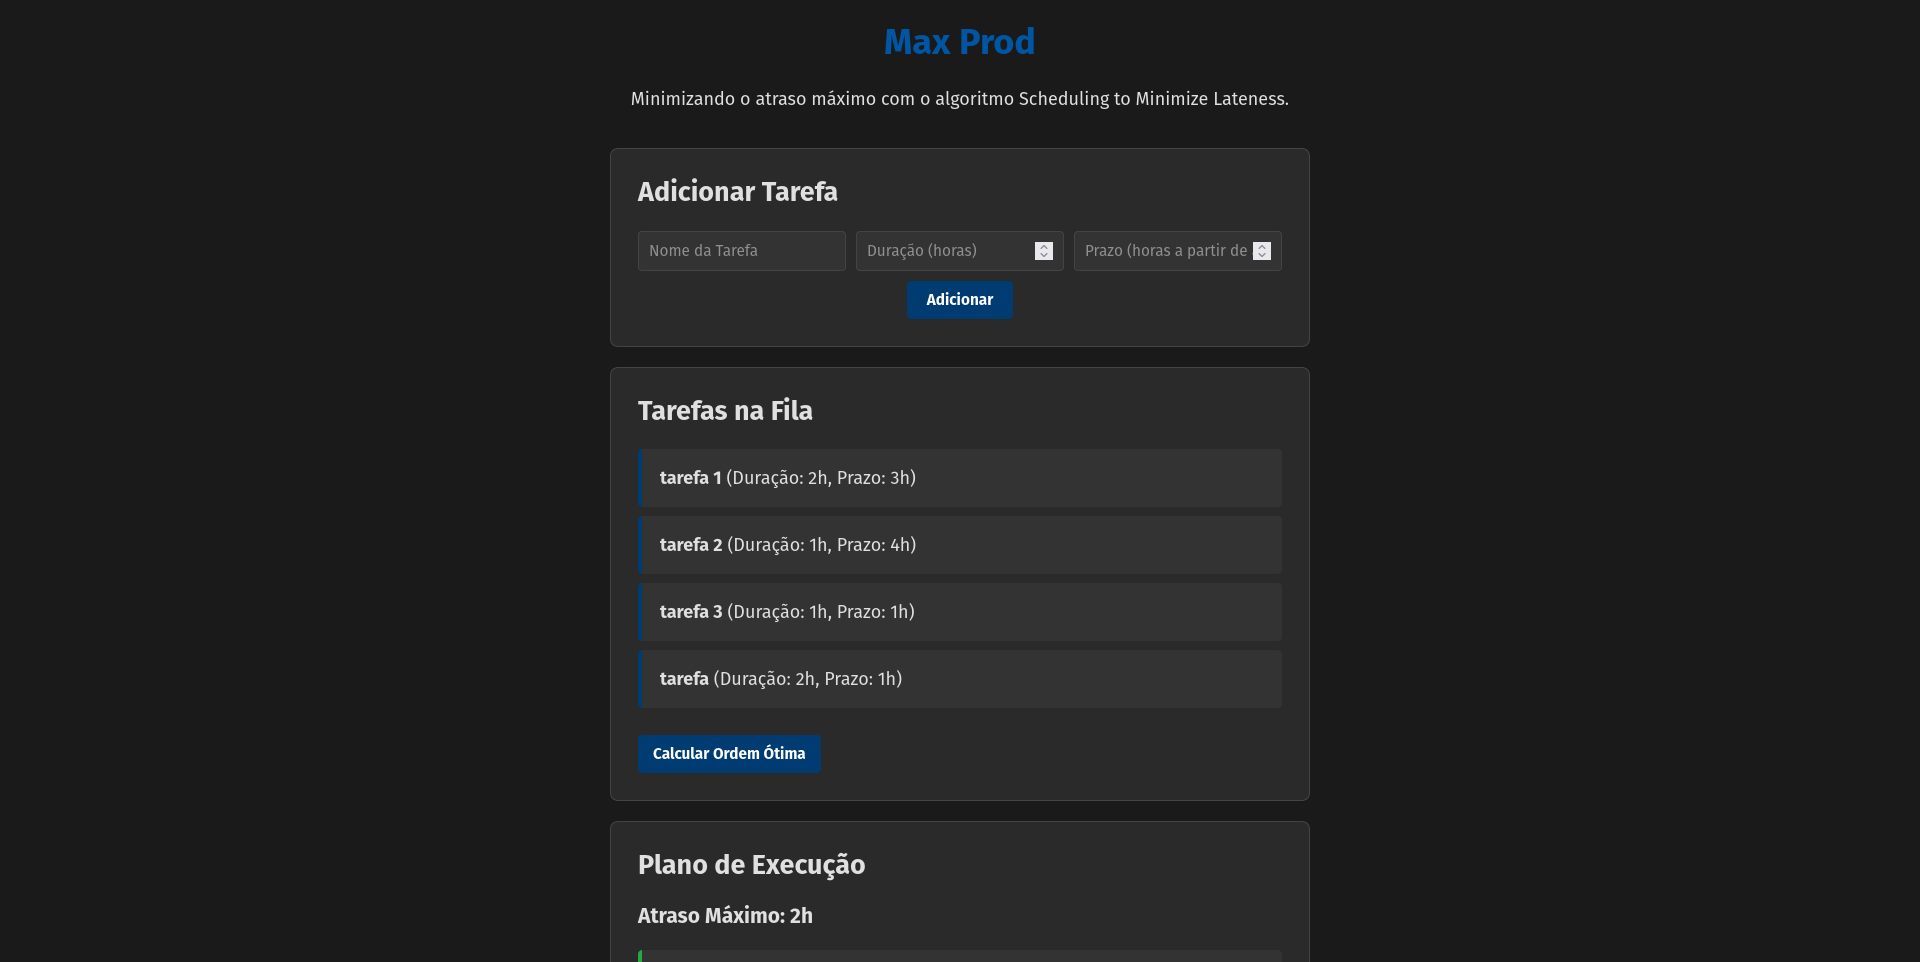 Max Prod
Minimizando o atraso máximo com o algoritmo Scheduling to Minimize Lateness.
Adicionar Tarefa
Nome da Tarefa
Duração (horas)
Prazo (horas a partir de
Adicionar
Tarefas na Fila
tarefa 1 (Duração: 2h, Prazo: 3h)
tarefa 2 (Duração: 1h, Prazo: 4h)
tarefa 3 (Duração: 1h, Prazo: 1h)
tarefa (Duração: 2h, Prazo: 1h)
Calcular Ordem Ótima
Plano de Execução
Atraso Máximo: 2h